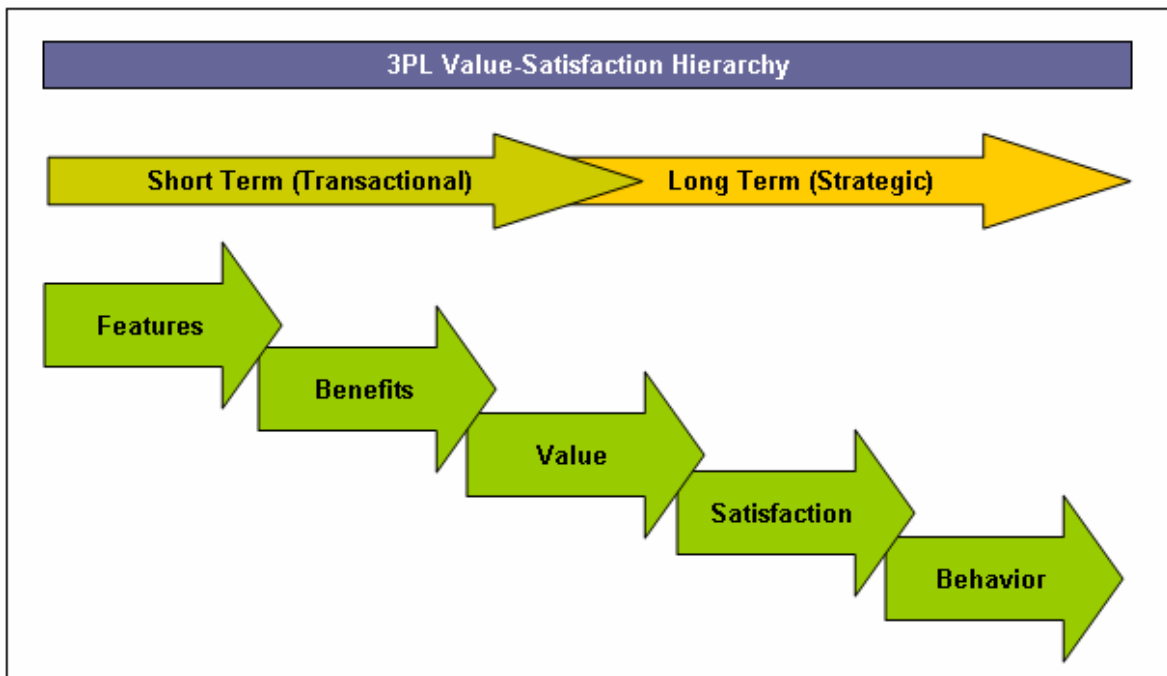 3PL Value-Satisfaction Hierarchy
Short Term (Transactional)
Long Term (Strategic)
Features
Benefits
Value
Satisfaction
Behavior